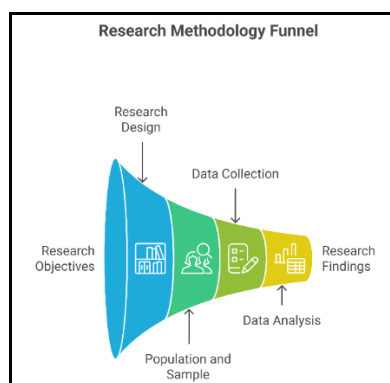 Research Methodology Funnel
Research
Design
Data Collection
Research
Objectives
Research
Findings
Data Analysis
Population and
Sample